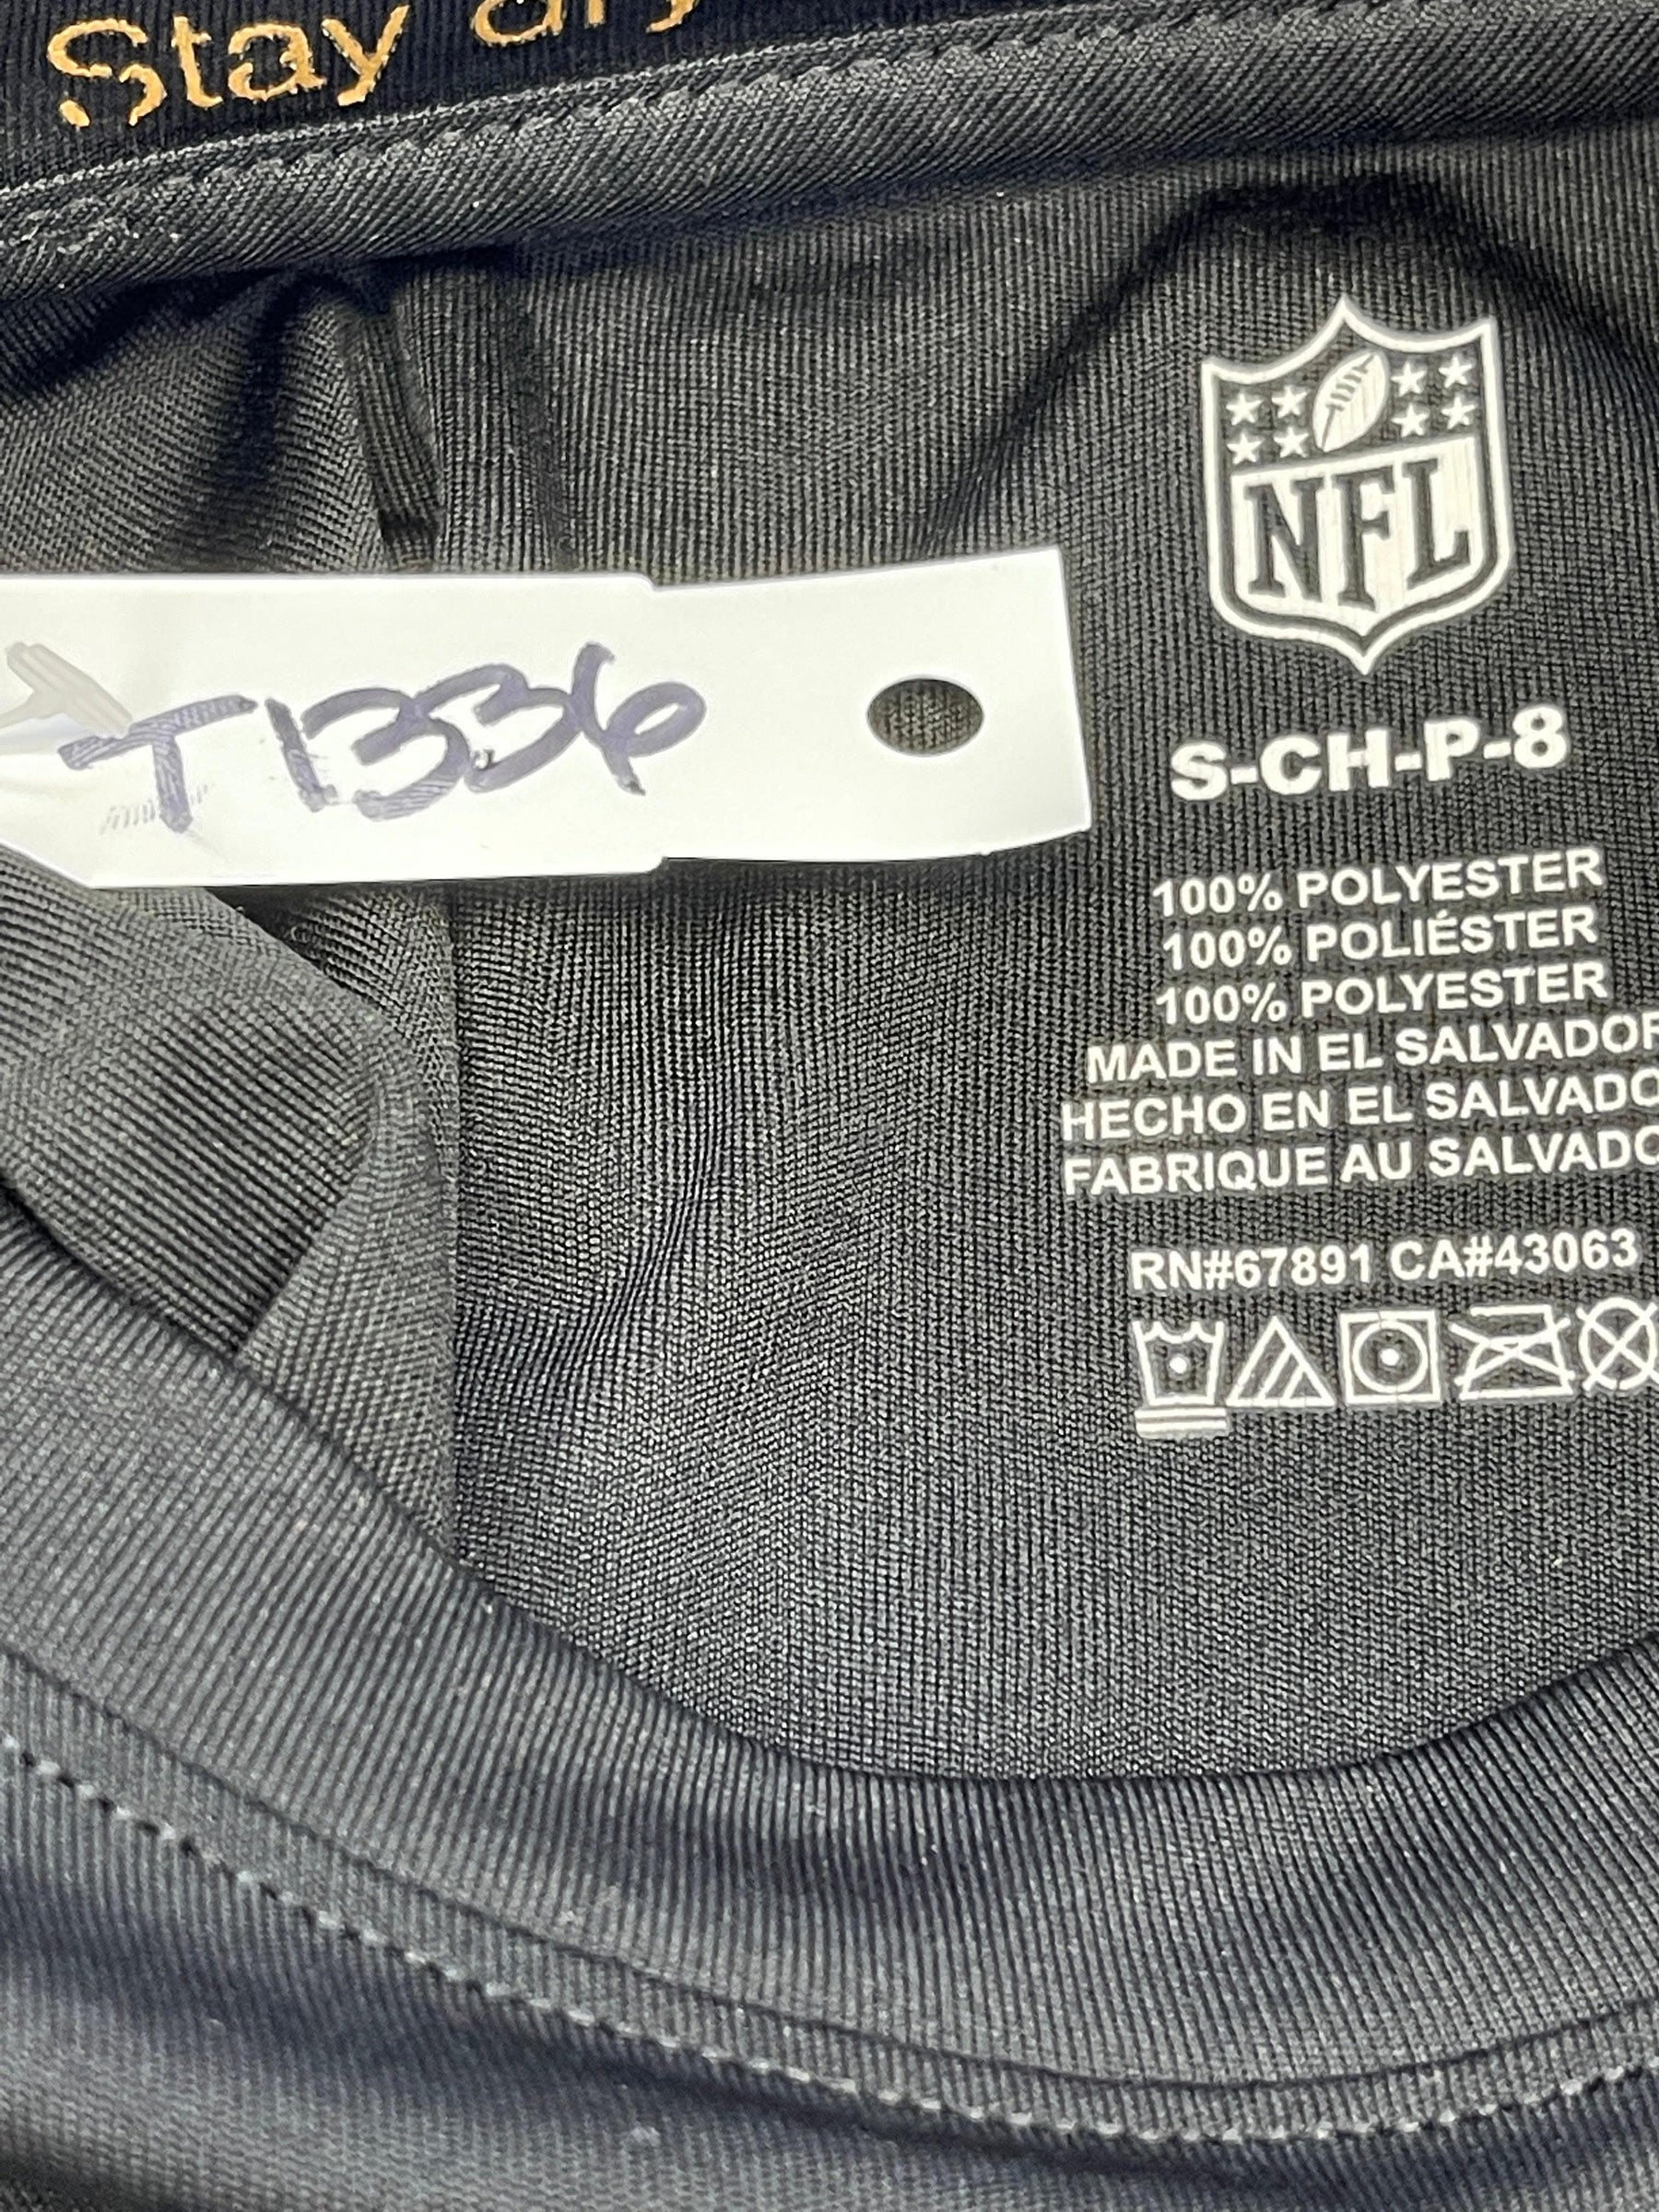 Stay dry
NFL
T1336
S-CH-P-8
100% POLYESTER
100% POLIÉSTER
100% POLYESTER
MADE IN EL SALVADOR
HECHO EN EL SALVADO
FABRIQUE AU SALVADO
RN#67891 CA#43063